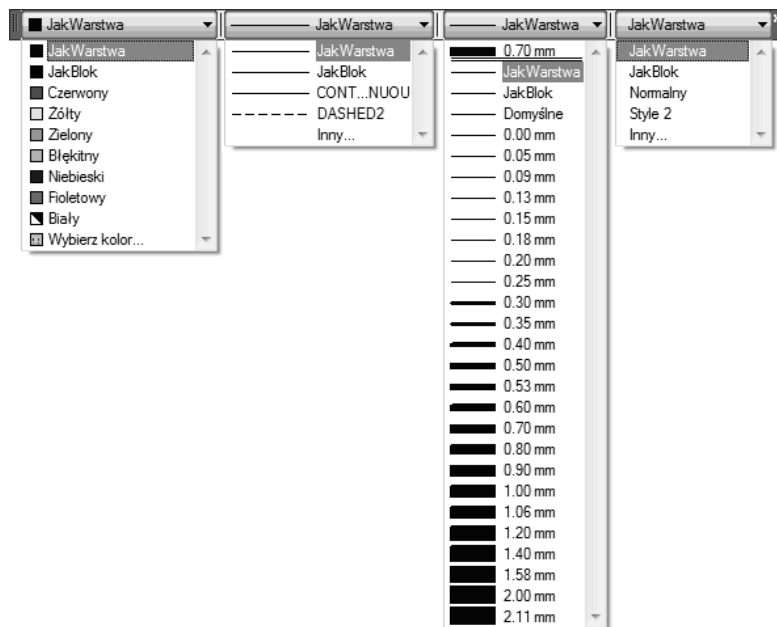 JakWarstwa
JakWarstwa
JakBlok
Czerwony
Żółty
Zielony
Błękitny
Niebieski
Fioletowy
Biały
Wybierz kolor...
JakWarstwa
JakWarstwa
JakBlok
CONT...NUOU
DASHED2
Inny...
JakWarstwa
0.70 mm
JakWarstwa
JakBlok
Domyślne
0.00 mm
0.05 mm
0.09 mm
0.13 mm
0.15 mm
0.18 mm
0.20 mm
0.25 mm
0.30 mm
0.35 mm
0.40 mm
0.50 mm
0.53 mm
0.60 mm
0.70 mm
0.80 mm
0.90 mm
1.00 mm
1.06 mm
1.20 mm
1.40 mm
1.58 mm
2.00 mm
2.11 mm
JakWarstwa
JakWarstwa
JakBlok
Normalny
Style 2
Inny...